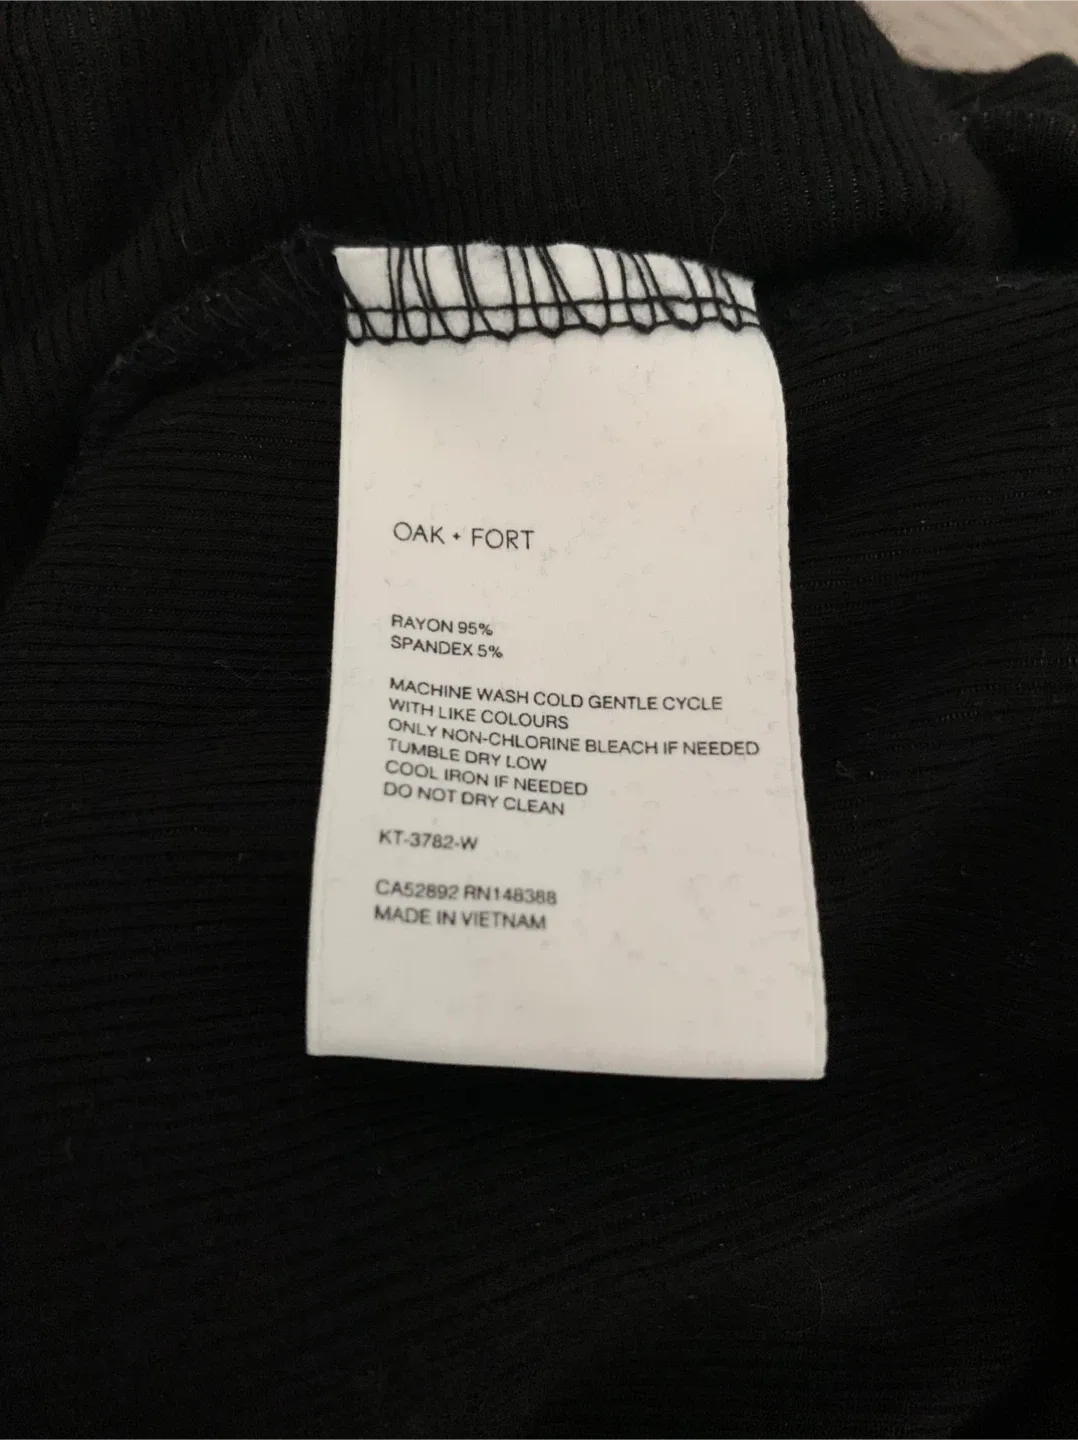 OAK + FORT
RAYON 95%
SPANDEX 5%
MACHINE WASH COLD GENTLE CYCLE
WITH LIKE COLOURS
ONLY NON-CHLORINE BLEACH IF NEEDED
TUMBLE DRY LOW
COOL IRON IF NEEDED
DO NOT DRY CLEAN
KT-3782-W
CA52892 RN148388
MADE IN VIETNAM